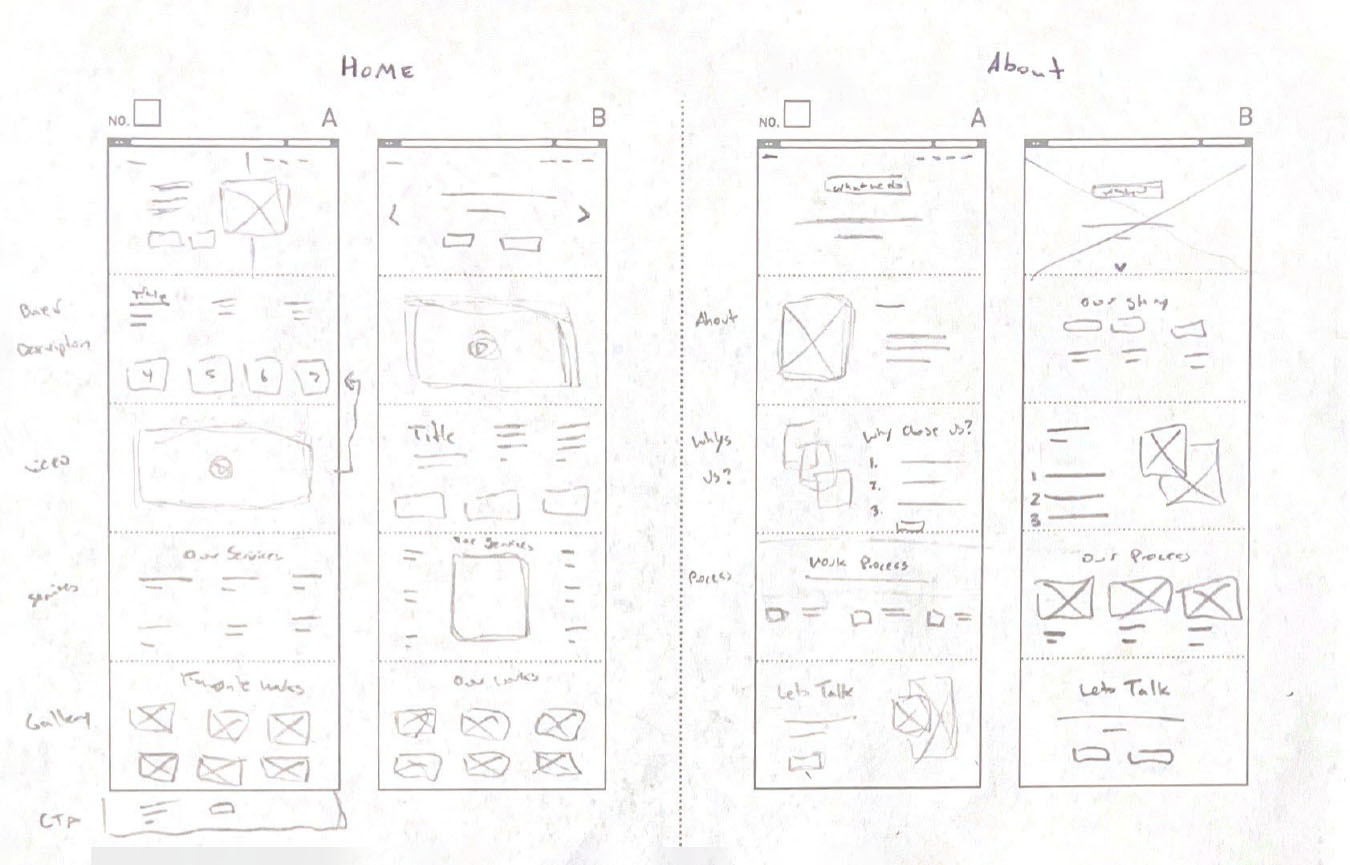 HOME
About
NO.
A
B
NO.
A
B
What we do
Title
Description
4
5
6
7
Our story
About
Title
Whys
us?
Why chose us?
1.
2.
3.
1
2
3
video
Our Services
Our Services
Services
Process
Work Process
Our Process
Favorite works
Our works
Gallery
Lets Talk
Lets Talk
CTA